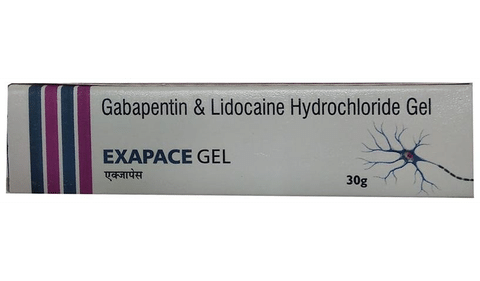 Gabapentin & Lidocaine Hydrochloride Gel
EXAPACE GEL
एक्जापेस
30g